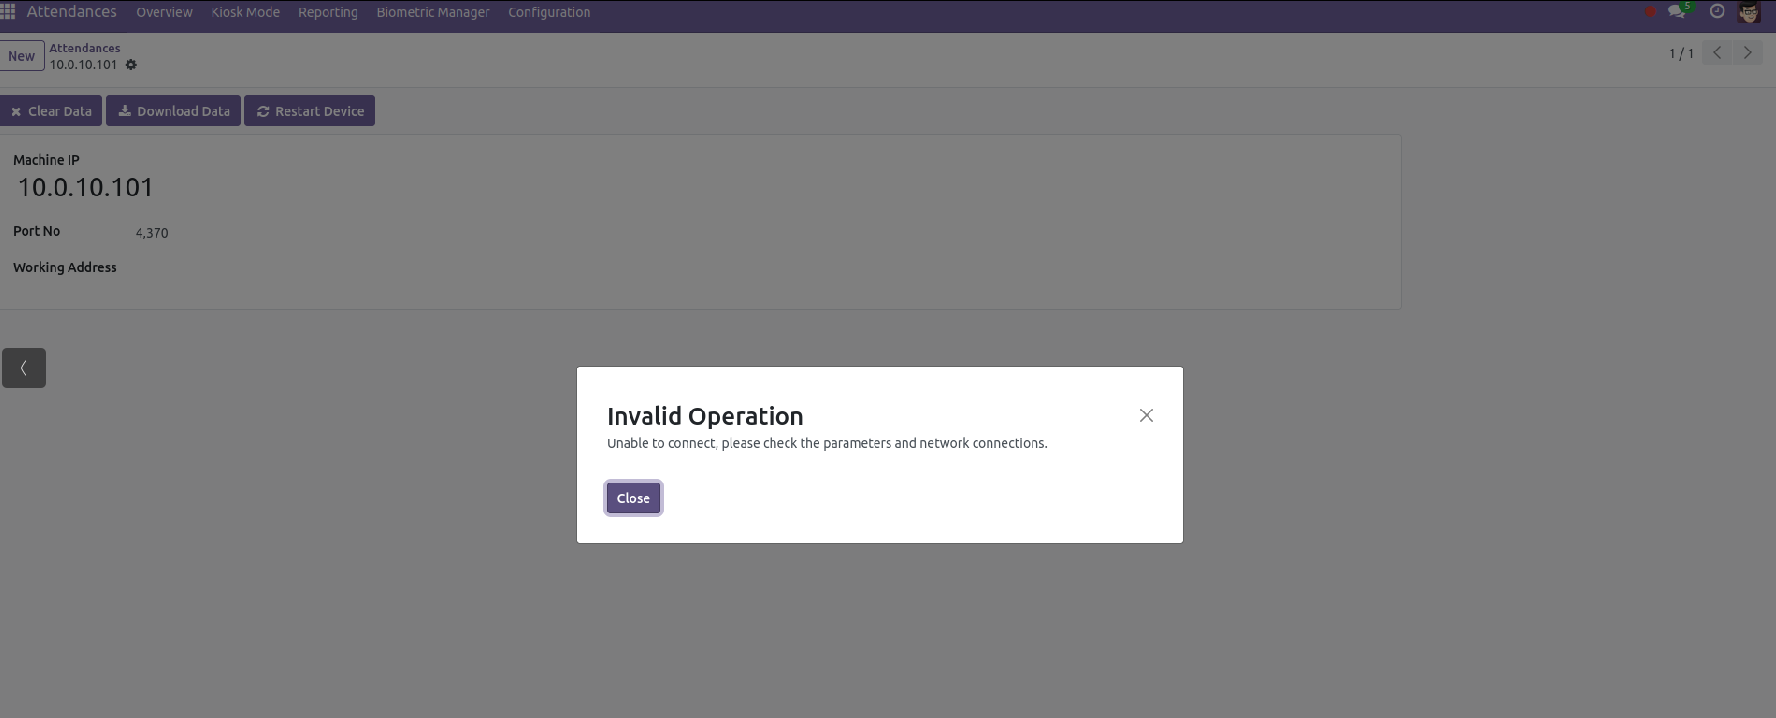 Attendances Overview Kiosk Mode Reporting Biometric Manager Configuration 5
New Attendances
10.0.10.101
1 / 1
Clear Data Download Data Restart Device
Machine IP
10.0.10.101
Port No 4,370
Working Address
Invalid Operation
Unable to connect, please check the parameters and network connections.
Close